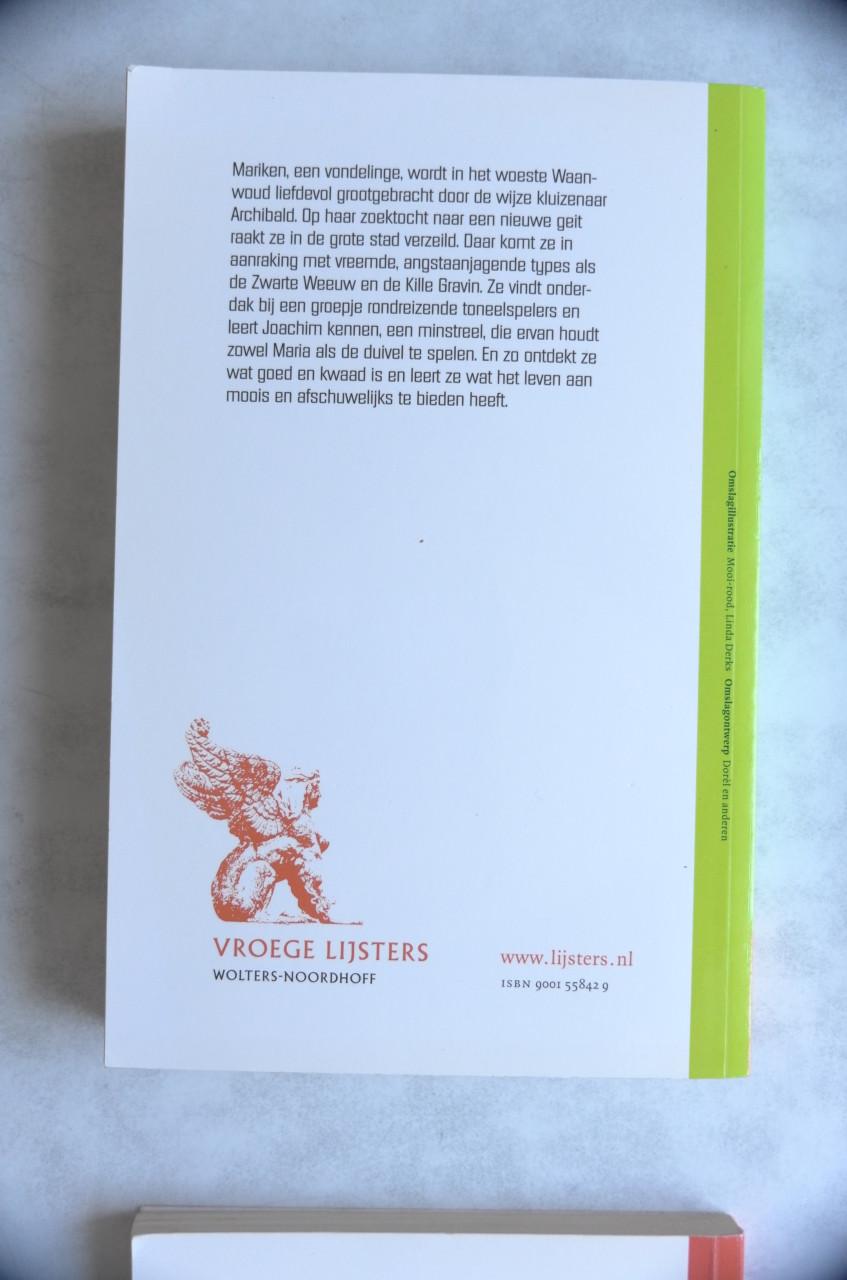 Mariken, een vondelinge, wordt in het woeste Waan-
woud liefdevol grootgebracht door de wijze kluizenaar
Archibald. Op haar zoektocht naar een nieuwe geit
raakt ze in de grote stad verzeild. Daar komt ze in
aanraking met vreemde, angstaanjagende types als
de Zwarte Weeuw en de Kille Gravin. Ze vindt onder-
dak bij een groepje rondreizende toneelspelers en
leert Joachim kennen, een minstreel, die ervan houdt
zowel Maria als de duivel te spelen. En zo ontdekt ze
wat goed en kwaad is en leert ze wat het leven aan
moois en afschuwelijks te bieden heeft.
Omslagillustratie Mooi-rood, Linda Derks Omslagontwerp Dorèl en anderen
VROEGE LIJSTERS
WOLTERS-NOORDHOFF
www.lijsters.nl
ISBN 9001 55842 9